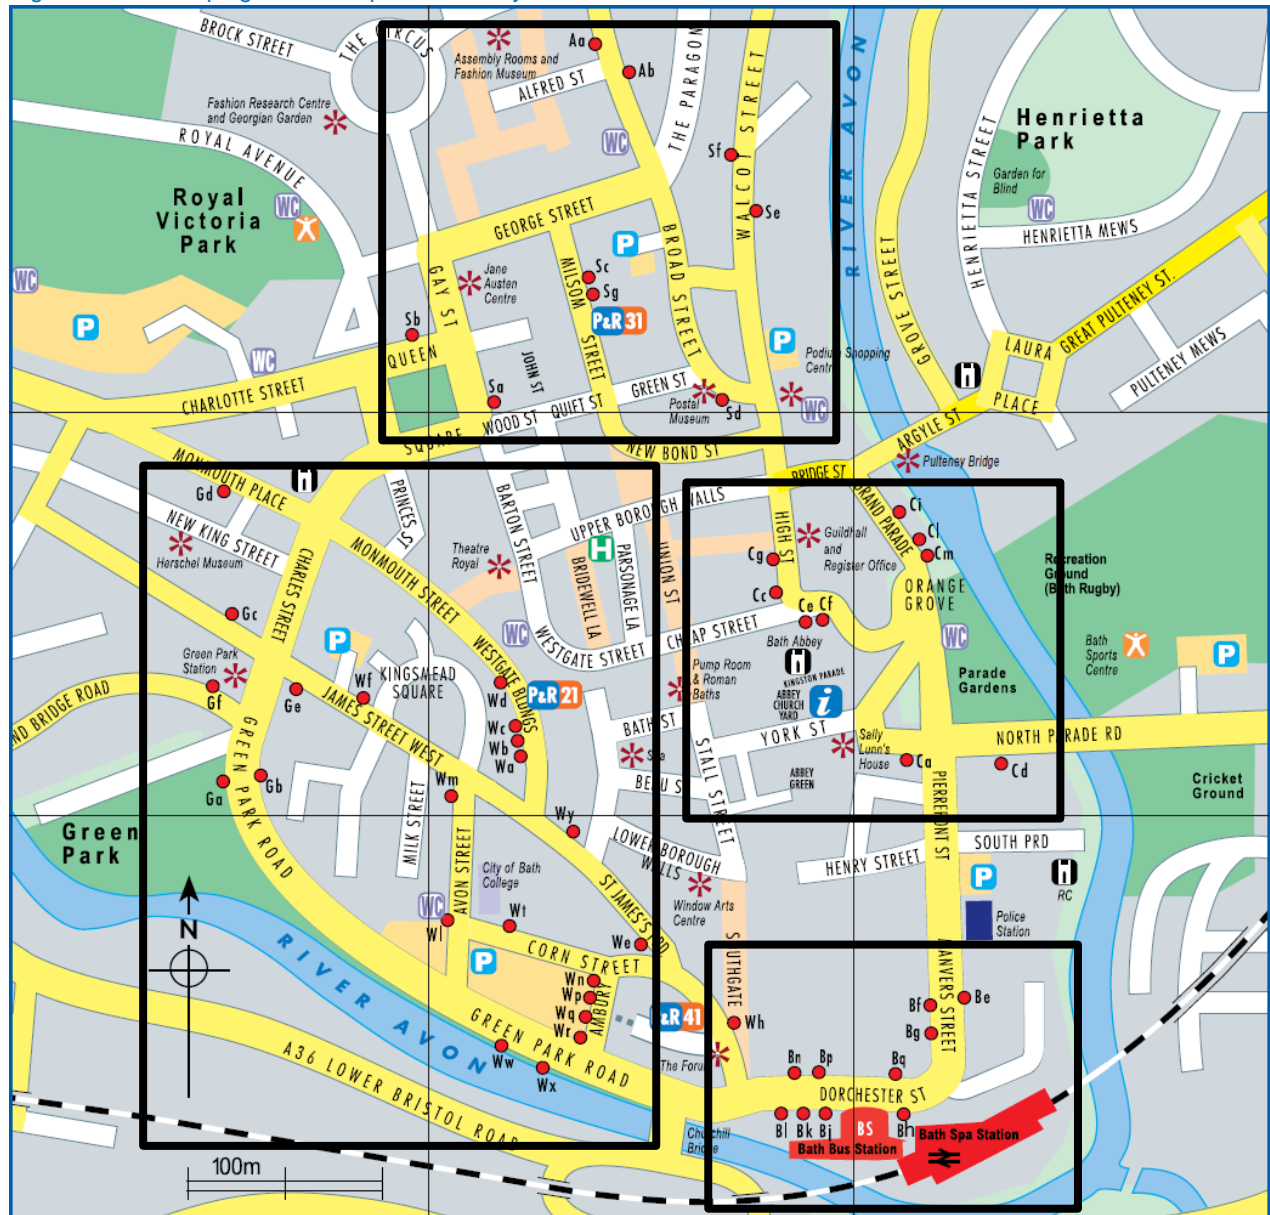 BROCK STREET
THE CIRCUS
Assembly Rooms and
Fashion Museum
ALFRED ST
Aa
Ab
THE PARAGON
WALCOT STREET
RIVER AVON
Henrietta
Park
Garden for
Blind
WC
HENRIETTA STREET
HENRIETTA MEWS
Fashion Research Centre
and Georgian Garden
ROYAL AVENUE
Royal
Victoria
Park
WC
WC
WC
Sf
Se
GEORGE STREET
BROAD STREET
P
MILSOM
STREET
Sc
Sg
P&R 31
GAY ST
Jane
Austen
Centre
GROVE STREET
GREAT PULTENEY ST.
LAURA
PLACE
PULTENEY MEWS
P
WC
Sb
QUEEN
SQUARE
CHARLOTTE STREET
JOHN ST
Sa
WOOD ST
QUIET ST
GREEN ST
Postal
Museum
Sd
P
Podium Shopping
Centre
WC
ARGYLE ST
Pulteney Bridge
NEW BOND ST
BRIDGE ST
MONMOUTH PLACE
Gd
NEW KING STREET
Herschel Museum
PRINCES ST
BARTON STREET
UPPER BOROUGH WALLS
H
BRIDEWELL LA
PARSONAGE LA
UNION ST
HIGH ST
GRAND PARADE
Guildhall
and
Register Office
Ci
Cl
Cm
ORANGE
GROVE
Recreation
Ground
(Bath Rugby)
CHARLES STREET
MONMOUTH STREET
Theatre
Royal
Cg
Cc
Ce
Cf
Gc
P
WC
WESTGATE STREET
CHEAP STREET
Bath Abbey
WC
Bath
Sports
Centre
P
Green Park
Station
Gf
Ge
Wf
KINGSMEAD
SQUARE
WESTGATE BLDNGS
Wd
P&R 21
Pump Room
& Roman
Baths
KINGSTON PARADE
ABBEY
CHURCH
YARD
i
Parade
Gardens
JAMES STREET WEST
Wc
Wb
Wa
BATH ST
YORK ST
Sally
Lunn's
House
NORTH PARADE RD
Ca
Cd
Cricket
Ground
GREEN PARK ROAD
Ga
Gb
Wm
STALL STREET
ABBEY
GREEN
PIERREPONT ST
Green
Park
MILK STREET
AVON STREET
Wy
LOWER BOROUGH
WALLS
HENRY STREET
SOUTH PRD
City of Bath
College
Window Arts
Centre
P
RC
Police
Station
N
WC
Wl
Wt
ST JAMES'S PRD
We
CORN STREET
P
Wn
Wp
Wq
Wr
AMBURY
SOUTHGATE
Wh
Bf
Be
Bg
MANVERS STREET
RIVER AVON
GREEN PARK ROAD
Ww
Wx
Bn
Bp
Bq
DORCHESTER ST
A36 LOWER BRISTOL ROAD
Churchill
Bridge
Bl
Bk
Bj
BS
Bh
Bath Bus Station
Bath Spa Station
100m